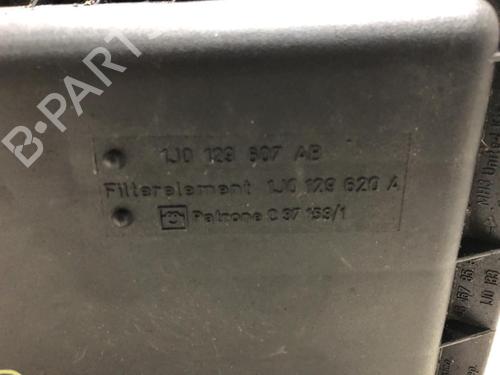 B-PARTS
1J0 129 607 AB
Filterelement 1J0 129 620 A
Patrone C 37 153/1